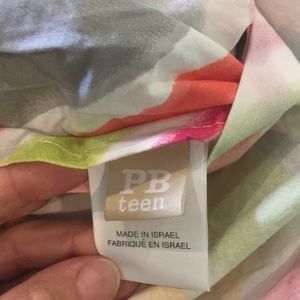 PB
teen
MADE IN ISRAEL
FABRIQUÉ EN ISRAEL